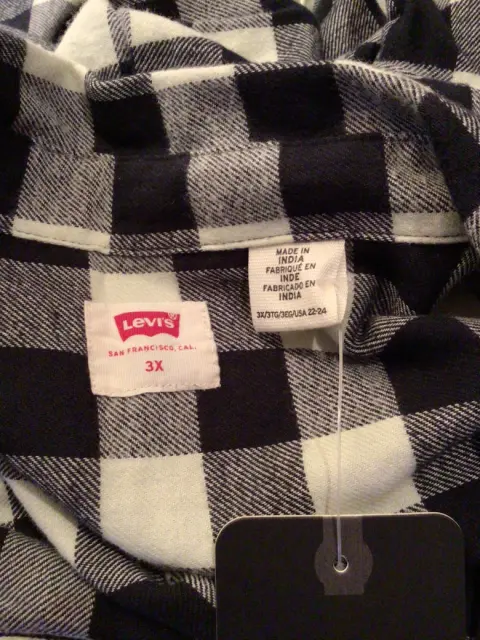 LEVI'S
SAN FRANCISCO, CAL.
3X
MADE IN
INDIA
FABRIQUÉ EN
INDE
FABRICADO EN
INDIA
3X/3TG/3EG/USA 22-24